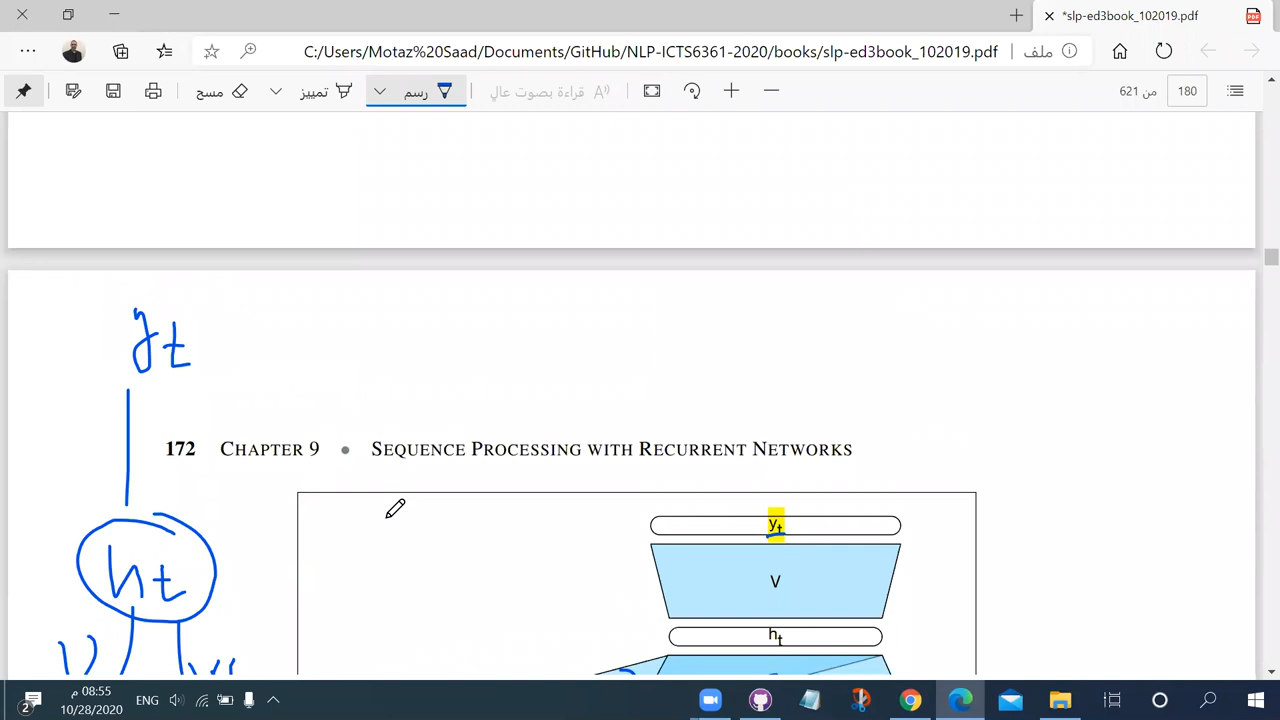 *slp-ed3book_102019.pdf
C:/Users/Motaz%20Saad/Documents/GitHub/NLP-ICTS6361-2020/books/slp-ed3book_102019.pdf
ملف
مسح
تمييز
رسم
قراءة بصوت عالٍ
من 621
180
yt
172 CHAPTER 9 • SEQUENCE PROCESSING WITH RECURRENT NETWORKS
yt
V
ht
ht
2
08:55 م
10/28/2020
ENG